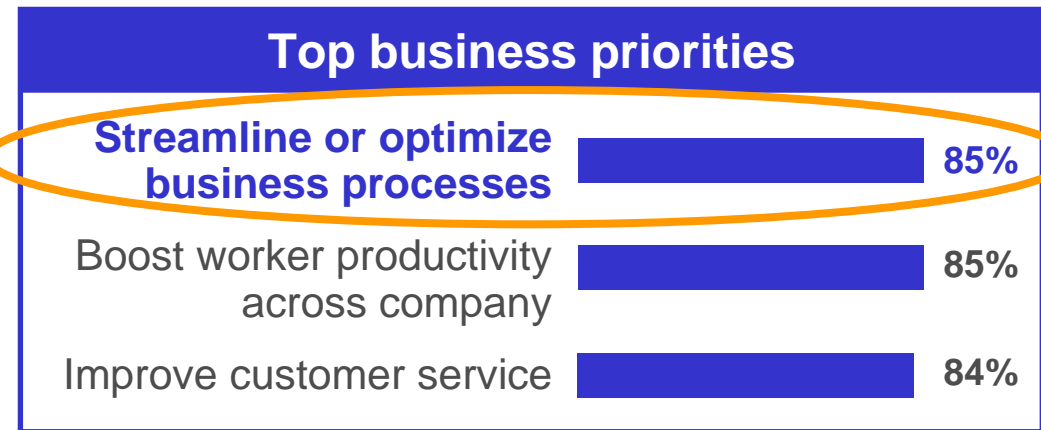 Top business priorities
Streamline or optimize
business processes
85%
Boost worker productivity
across company
85%
Improve customer service
84%